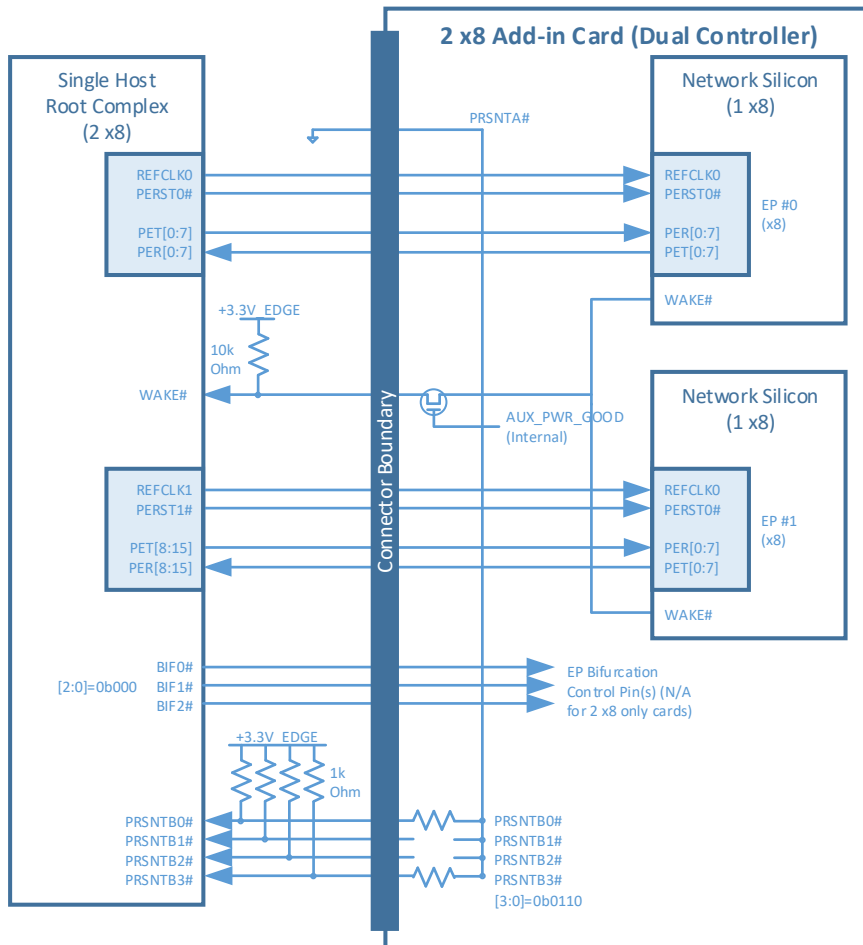 2 x8 Add-in Card (Dual Controller)
Single Host
Root Complex
(2 x8)
REFCLK0
PERST0#
PET[0:7]
PER[0:7]
+3.3V_EDGE
10k
Ohm
WAKE#
REFCLK1
PERST1#
PET[8:15]
PER[8:15]
BIF0#
[2:0]=0b000
BIF1#
BIF2#
+3.3V_EDGE
1k
Ohm
PRSNTB0#
PRSNTB1#
PRSNTB2#
PRSNTB3#
Connector Boundary
PRSNTA#
AUX_PWR_GOOD
(Internal)
Network Silicon
(1 x8)
REFCLK0
PERST0#
PER[0:7]
PET[0:7]
EP #0
(x8)
WAKE#
Network Silicon
(1 x8)
REFCLK0
PERST0#
PER[0:7]
PET[0:7]
EP #1
(x8)
WAKE#
EP Bifurcation
Control Pin(s) (N/A
for 2 x8 only cards)
PRSNTB0#
PRSNTB1#
PRSNTB2#
PRSNTB3#
[3:0]=0b0110